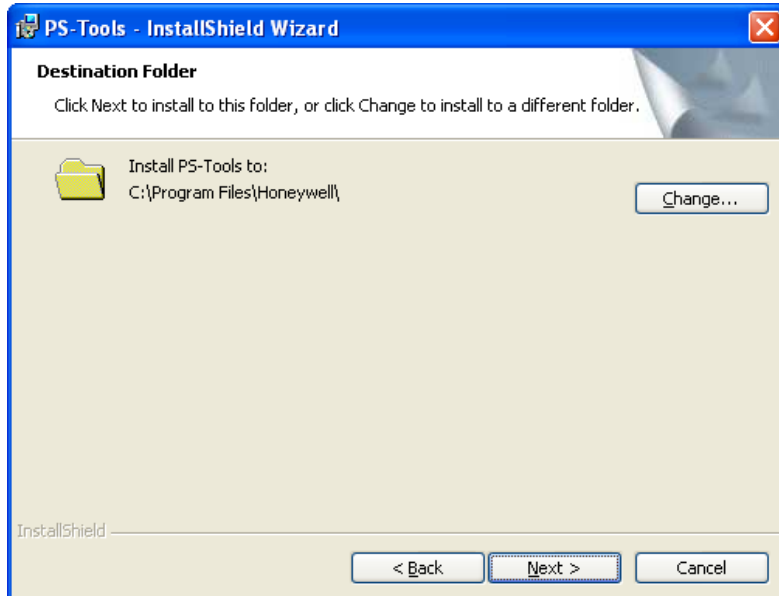 PS-Tools - InstallShield Wizard
Destination Folder
Click Next to install to this folder, or click Change to install to a different folder.
Install PS-Tools to:
C:\Program Files\Honeywell\
Change...
InstallShield
< Back
Next >
Cancel